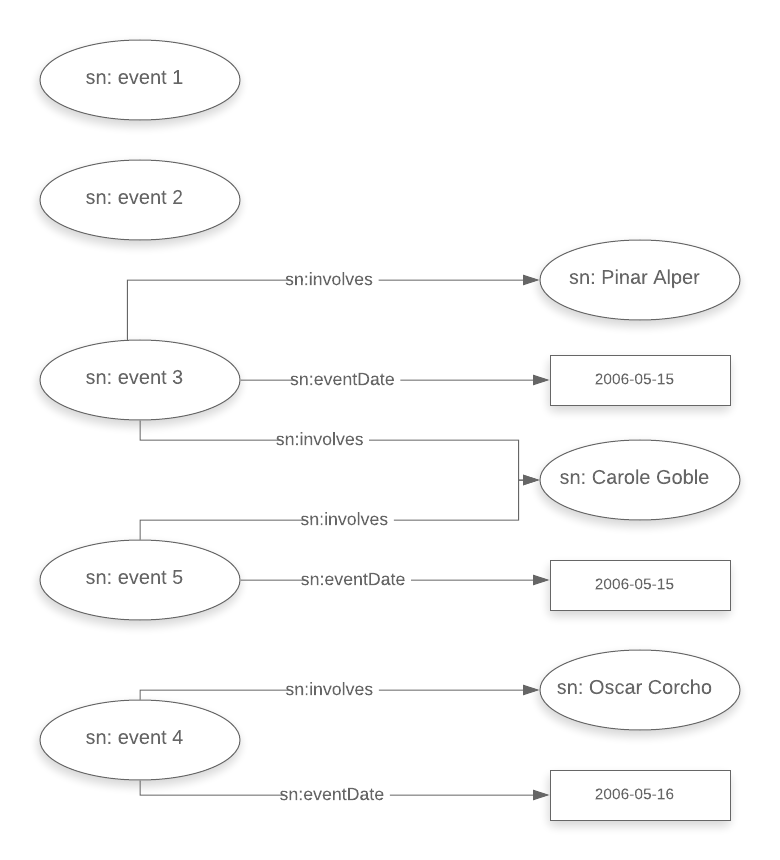 sn: event 1
sn: event 2
sn:involves
sn: Pinar Alper
sn: event 3
sn:eventDate
2006-05-15
sn:involves
sn: Carole Goble
sn:involves
sn: event 5
sn:eventDate
2006-05-15
sn:involves
sn: Oscar Corcho
sn: event 4
sn:eventDate
2006-05-16